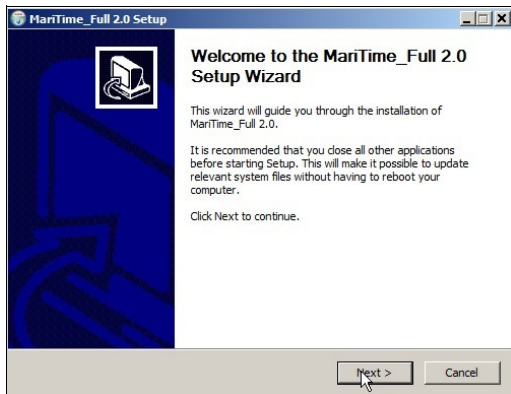 MariTime_Full 2.0 Setup
Welcome to the MariTime_Full 2.0
Setup Wizard
This wizard will guide you through the installation of
MariTime_Full 2.0.
It is recommended that you close all other applications
before starting Setup. This will make it possible to update
relevant system files without having to reboot your
computer.
Click Next to continue.
Next >
Cancel